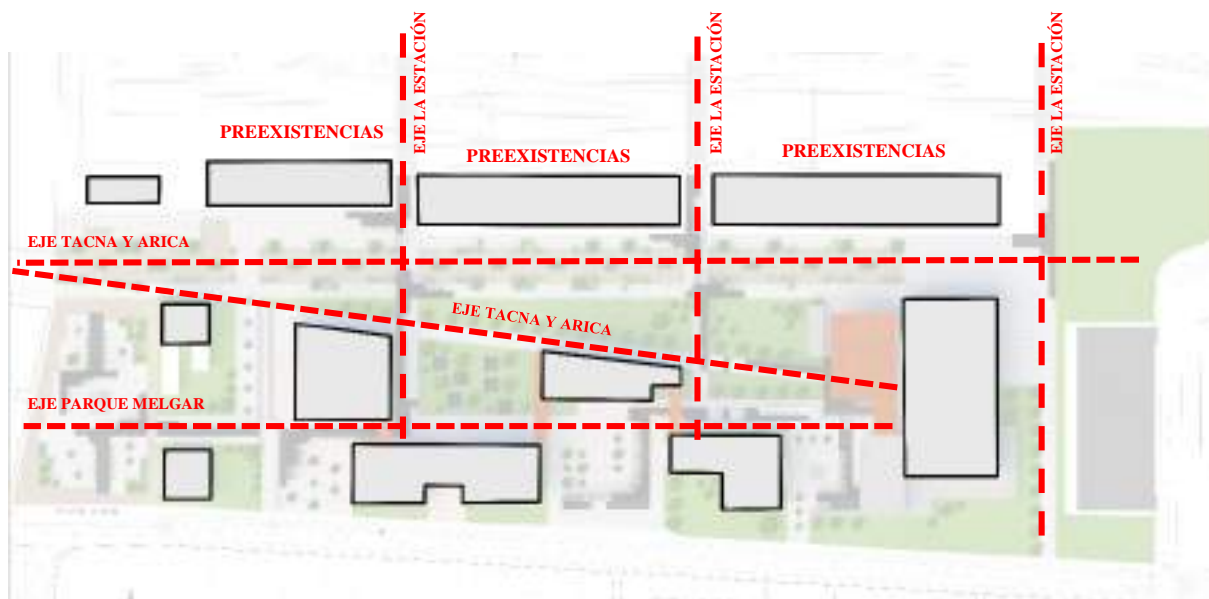 EJE LA ESTACIÓN
EJE LA ESTACIÓN
EJE LA ESTACIÓN
PREEXISTENCIAS
PREEXISTENCIAS
PREEXISTENCIAS
EJE TACNA Y ARICA
EJE TACNA Y ARICA
EJE PARQUE MELGAR